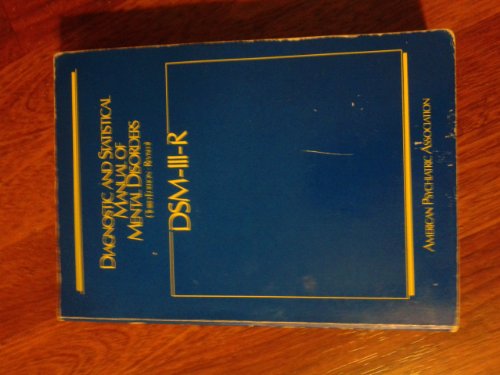 DIAGNOSTIC AND STATISTICAL
MANUAL OF
MENTAL DISORDERS
(THIRD EDITION - REVISED)
DSM-III-R
AMERICAN PSYCHIATRIC ASSOCIATION